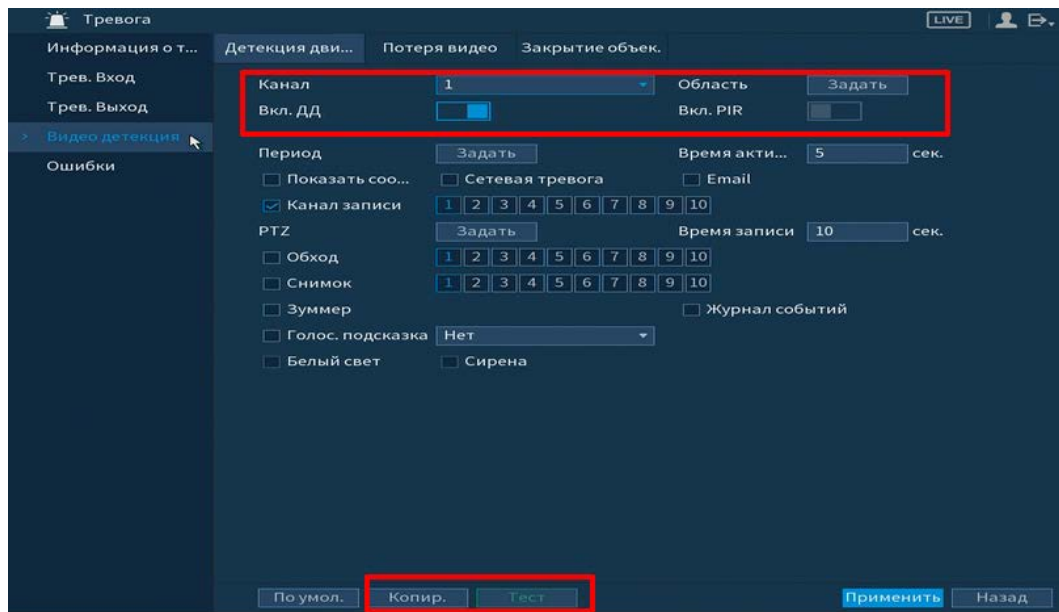 Тревога LIVE
Информация о т... Детекция дви... Потеря видео Закрытие объек.
Трев. Вход
Трев. Выход
Видео детекция
Ошибки
Канал 1 Область Задать
Вкл. ДД Вкл. PIR
Период Задать Время акти... 5 сек.
Показать соо... Сетевая тревога Email
Канал записи 1 2 3 4 5 6 7 8 9 10
PTZ Задать Время записи 10 сек.
Обход 1 2 3 4 5 6 7 8 9 10
Снимок 1 2 3 4 5 6 7 8 9 10
Зуммер Журнал событий
Голос. подсказка Нет
Белый свет Сирена
По умол. Копир. Тест Применить Назад